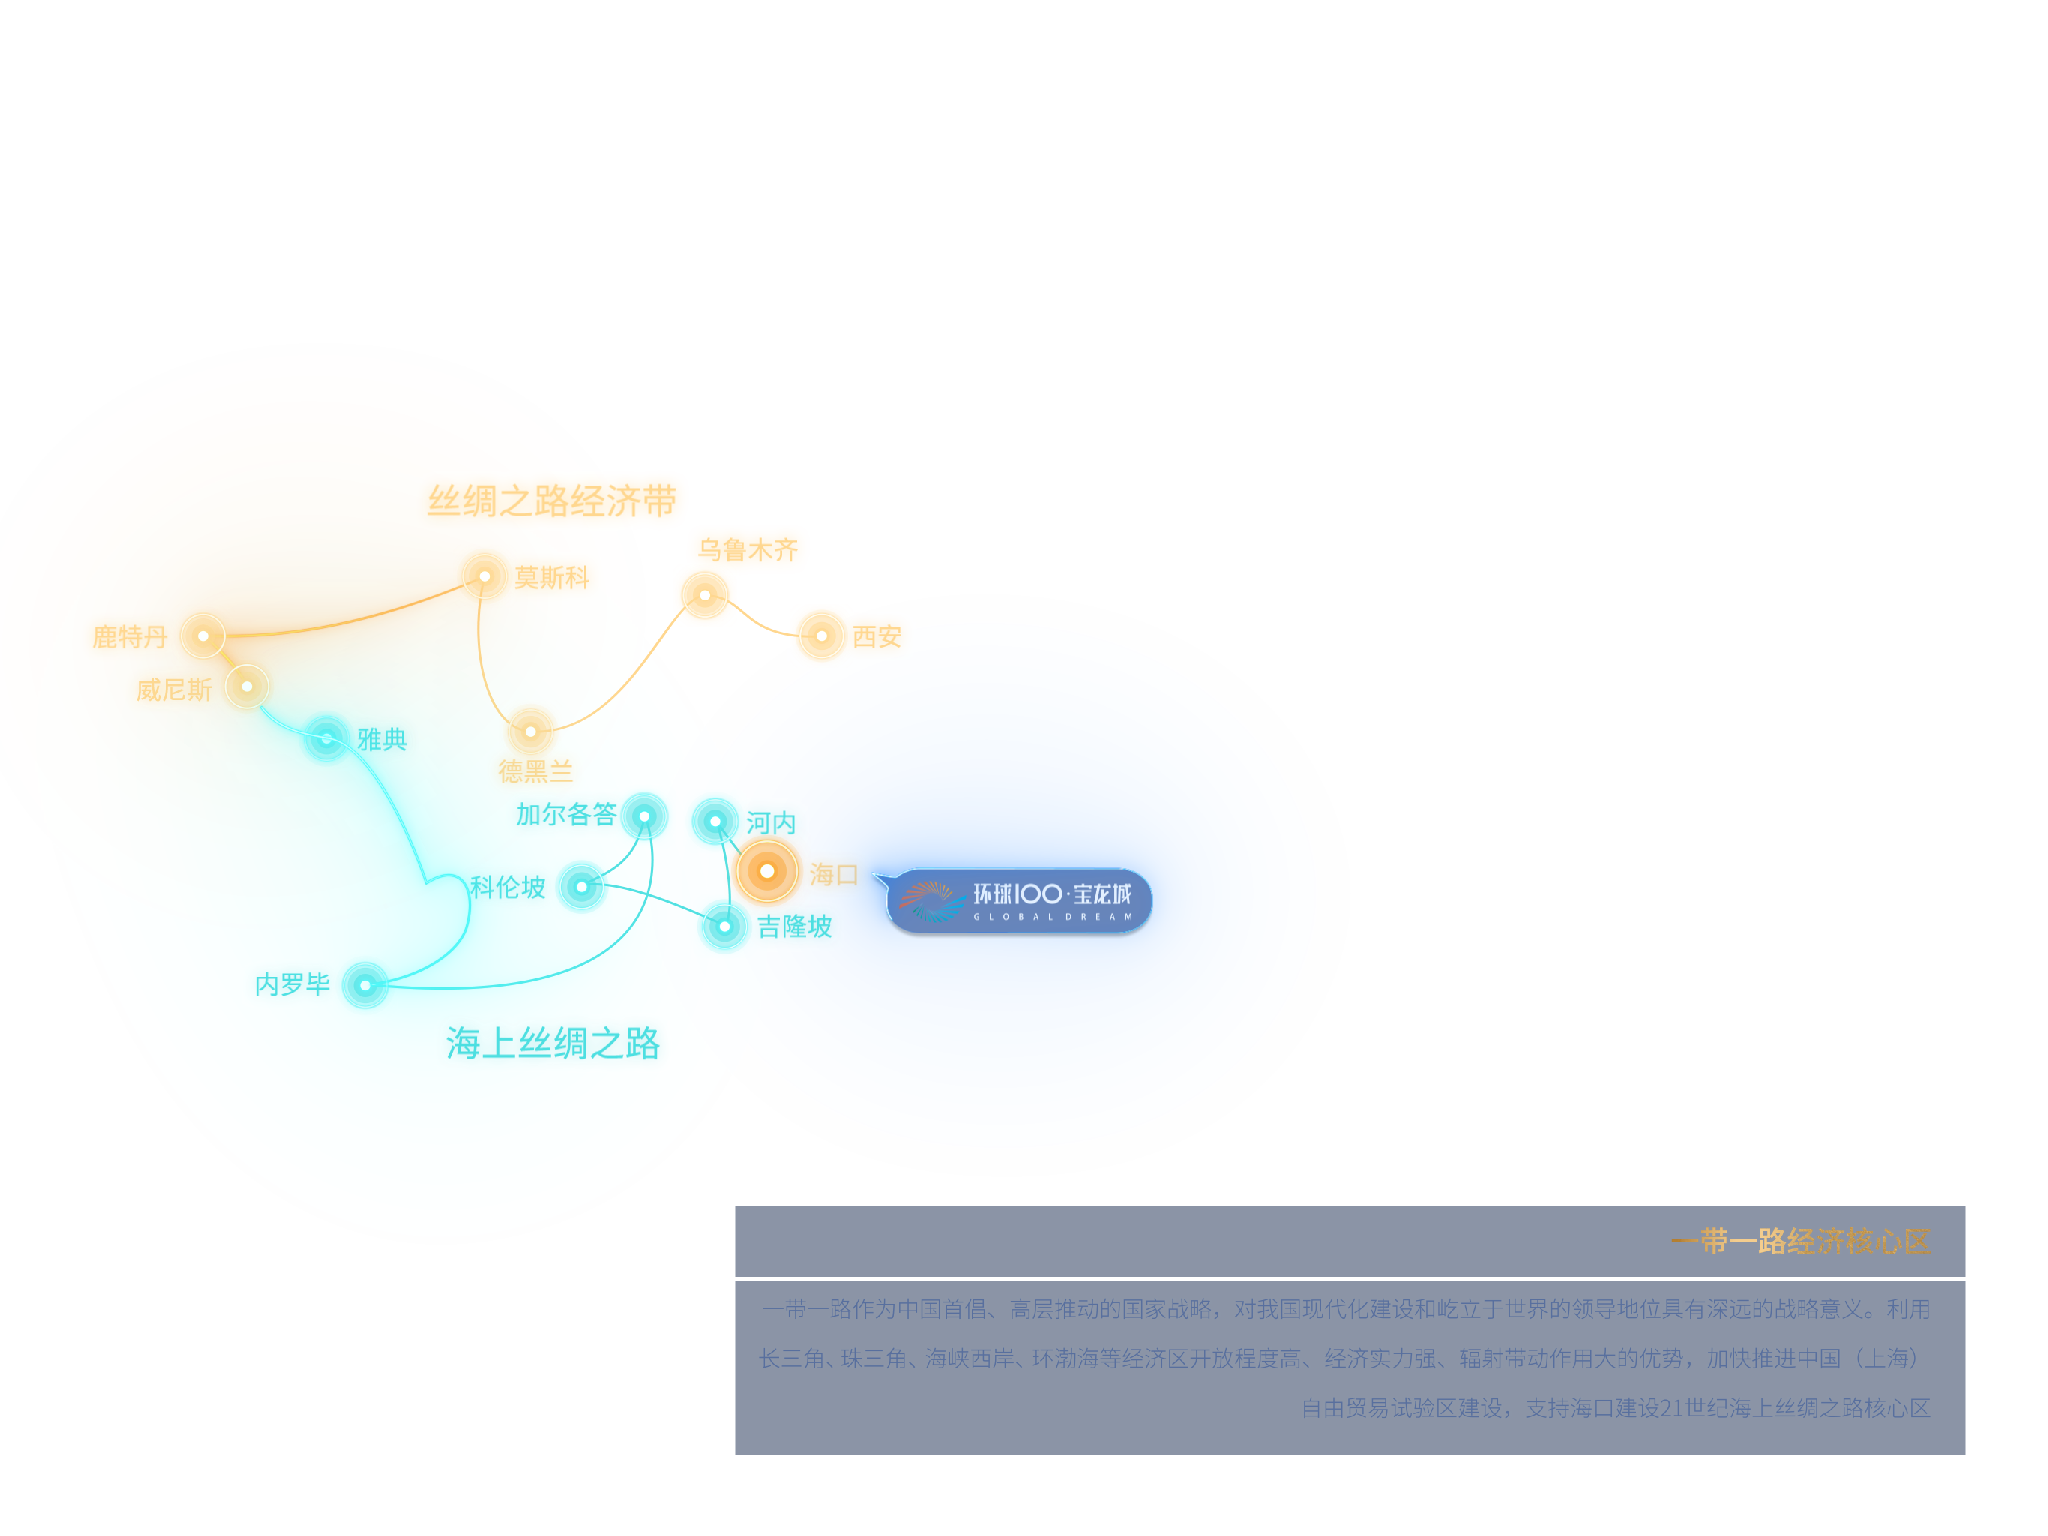 丝绸之路经济带
乌鲁木齐
莫斯科
鹿特丹
西安
威尼斯
雅典
德黑兰
加尔各答
河内
海口
科伦坡
环球100·宝龙城
GLOBAL DREAM
吉隆坡
内罗毕
海上丝绸之路
一带一路经济核心区
一带一路作为中国首倡、高层推动的国家战略，对我国现代化建设和屹立于世界的领导地位具有深远的战略意义。利用
长三角、珠三角、海峡西岸、环渤海等经济区开放程度高、经济实力强、辐射带动作用大的优势，加快推进中国（上海）
自由贸易试验区建设，支持海口建设21世纪海上丝绸之路核心区